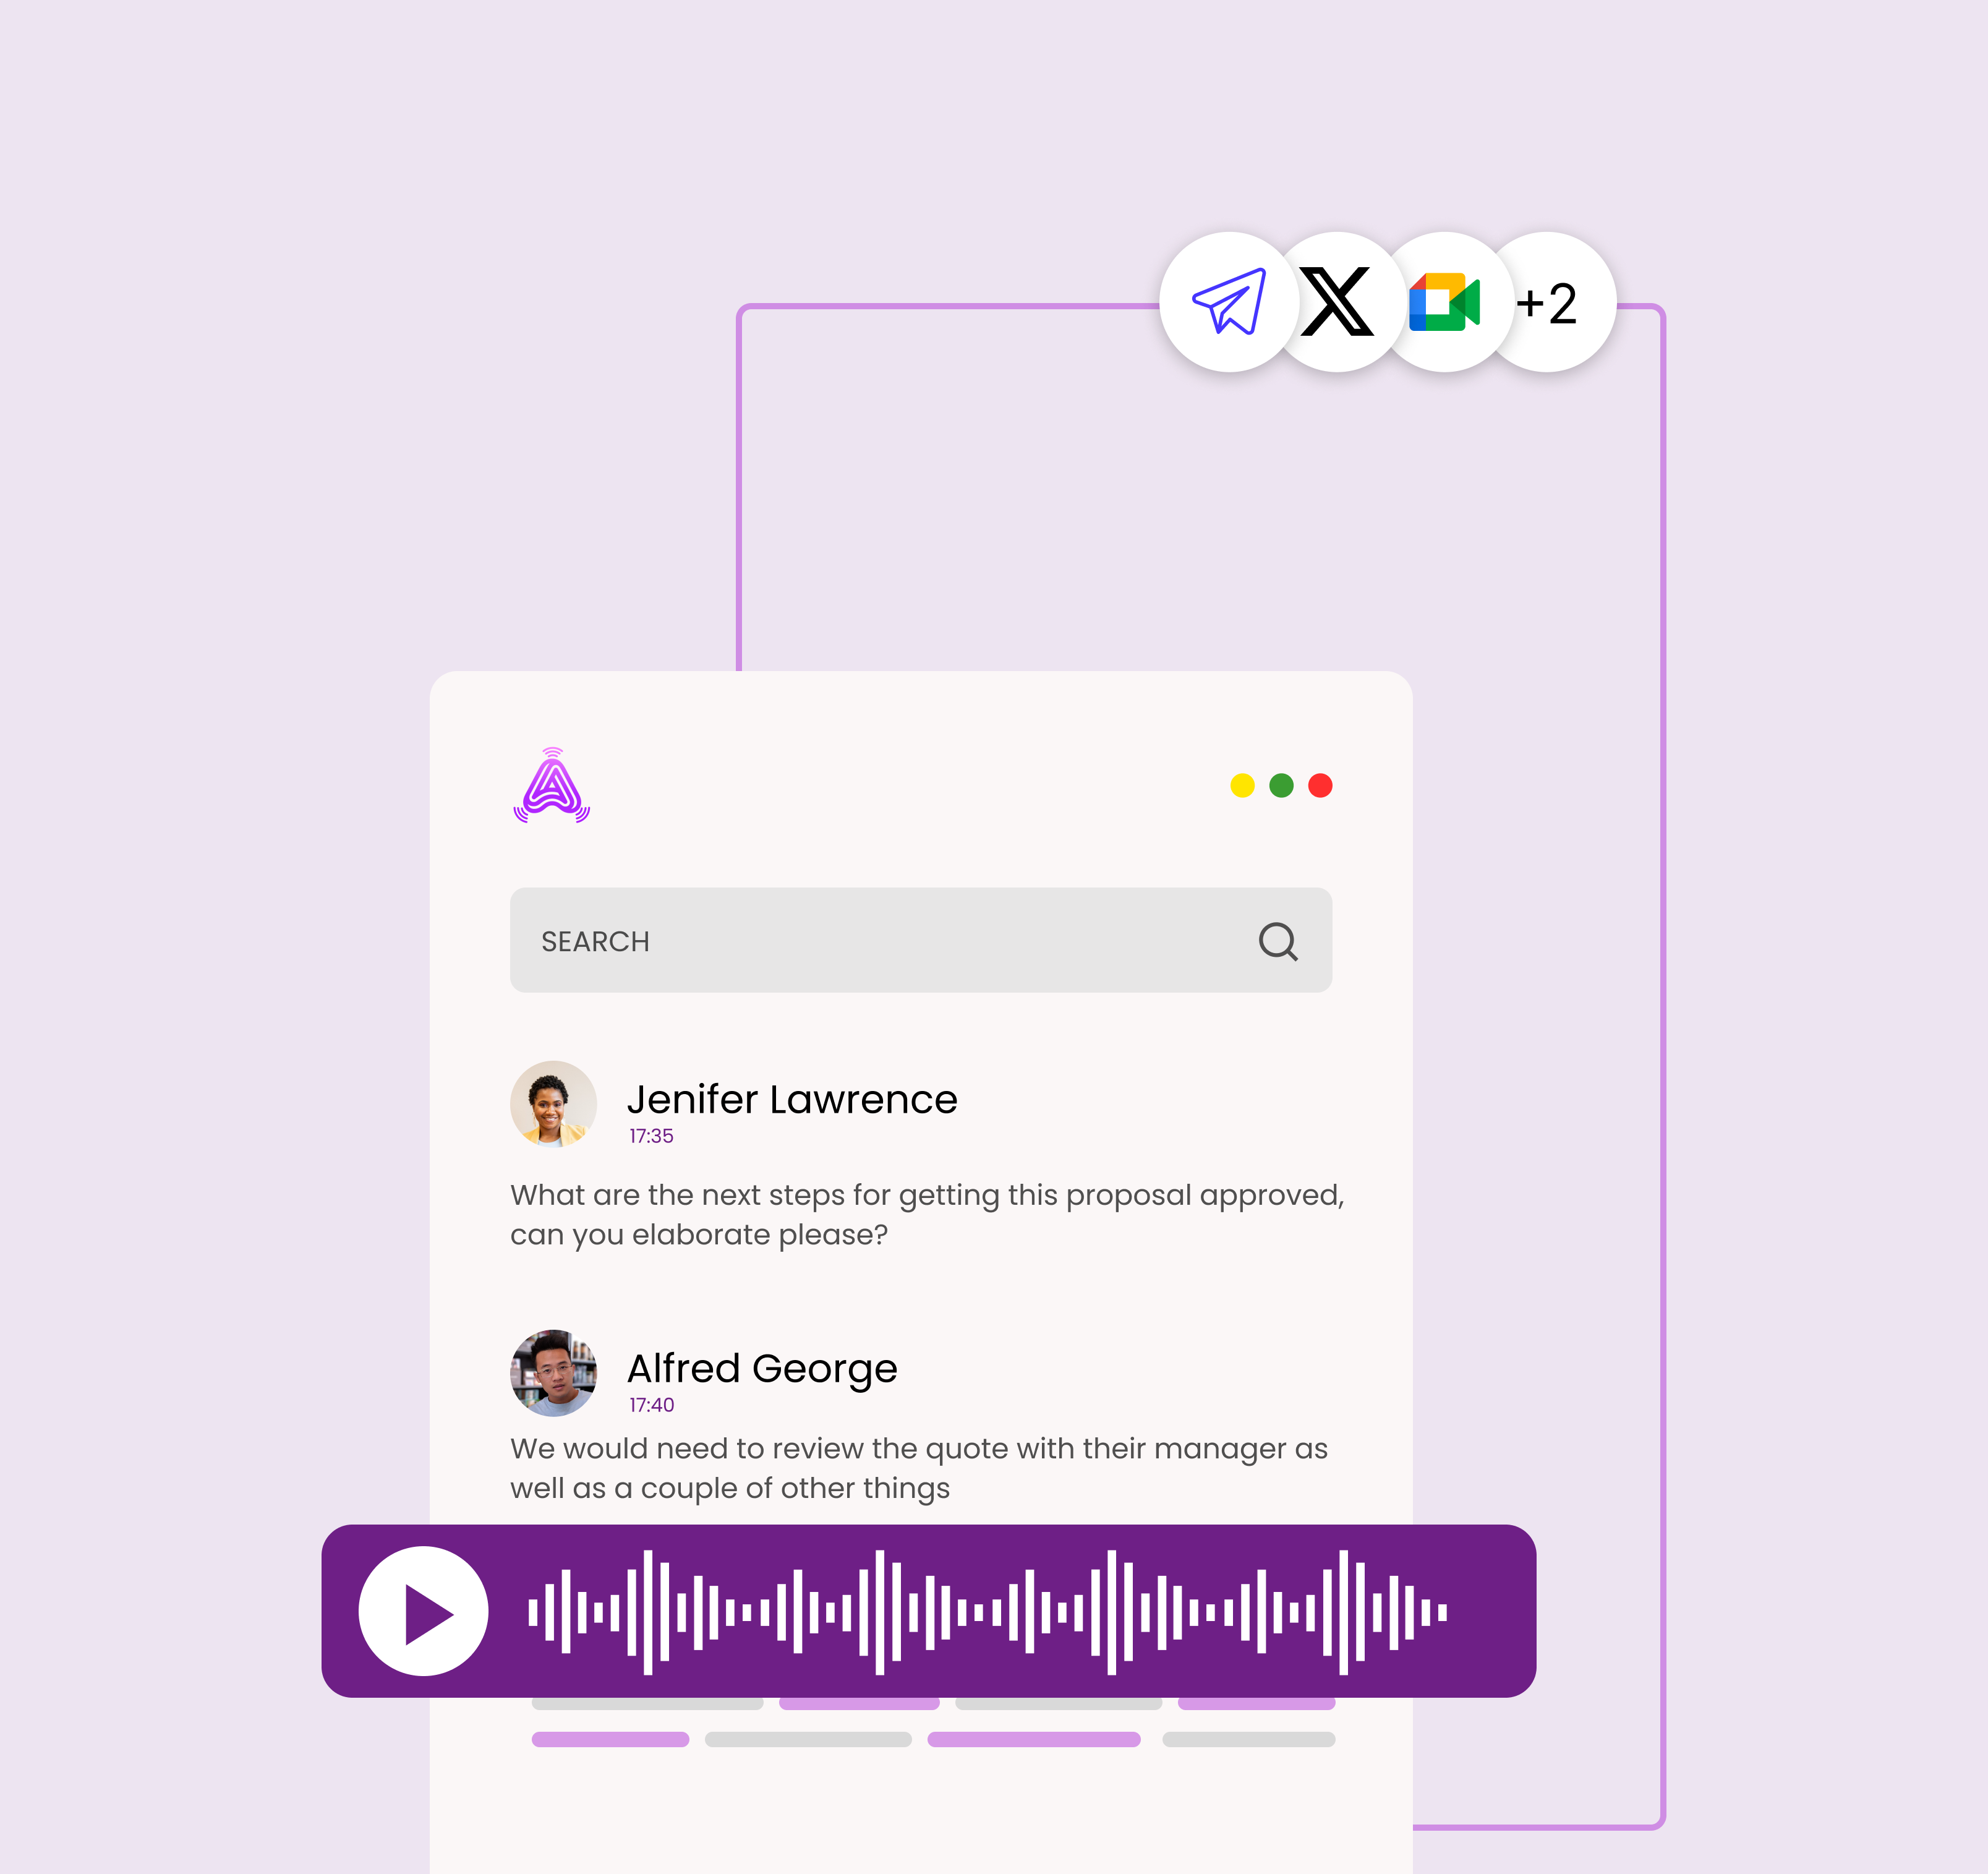 +2
SEARCH
Jenifer Lawrence
17:35
What are the next steps for getting this proposal approved,
can you elaborate please?
Alfred George
17:40
We would need to review the quote with their manager as
well as a couple of other things